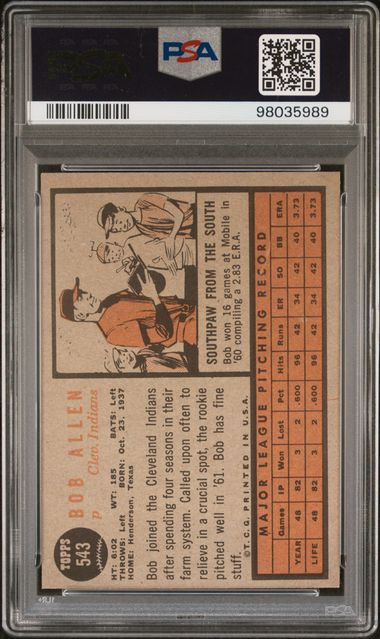 PSA
98035989
TOPPS
543
BOB ALLEN
p Clev. Indians
HT: 6:02 WT: 185 BATS: Left
THROWS: Left BORN: Oct. 23, 1937
HOME: Henderson, Texas
Bob joined the Cleveland Indians
after spending four seasons in their
farm system. Called upon often to
relieve in a crucial spot, the rookie
pitched well in '61. Bob has fine
stuff.
©T.C.G. PRINTED IN U.S.A.
SOUTHPAW FROM THE SOUTH
Bob won 16 games at Mobile in
'60 compiling a 2.83 E.R.A.
MAJOR LEAGUE PITCHING RECORD
Games IP Won Lost Pct Hits Runs ER SO BB ERA
YEAR 48 82 3 2 .600 96 42 34 42 40 3.73
LIFE 48 82 3 2 .600 96 42 34 42 40 3.73